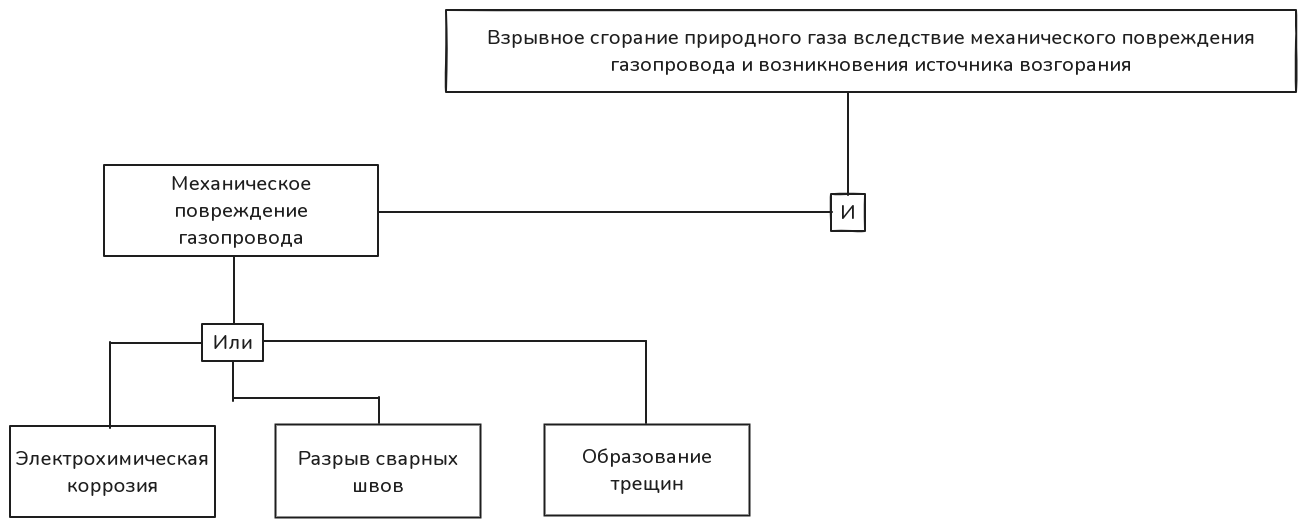 Взрывное сгорание природного газа вследствие механического повреждения
газопровода и возникновения источника возгорания
Механическое
повреждение
газопровода
И
Или
Электрохимическая
коррозия
Разрыв сварных
швов
Образование
трещин